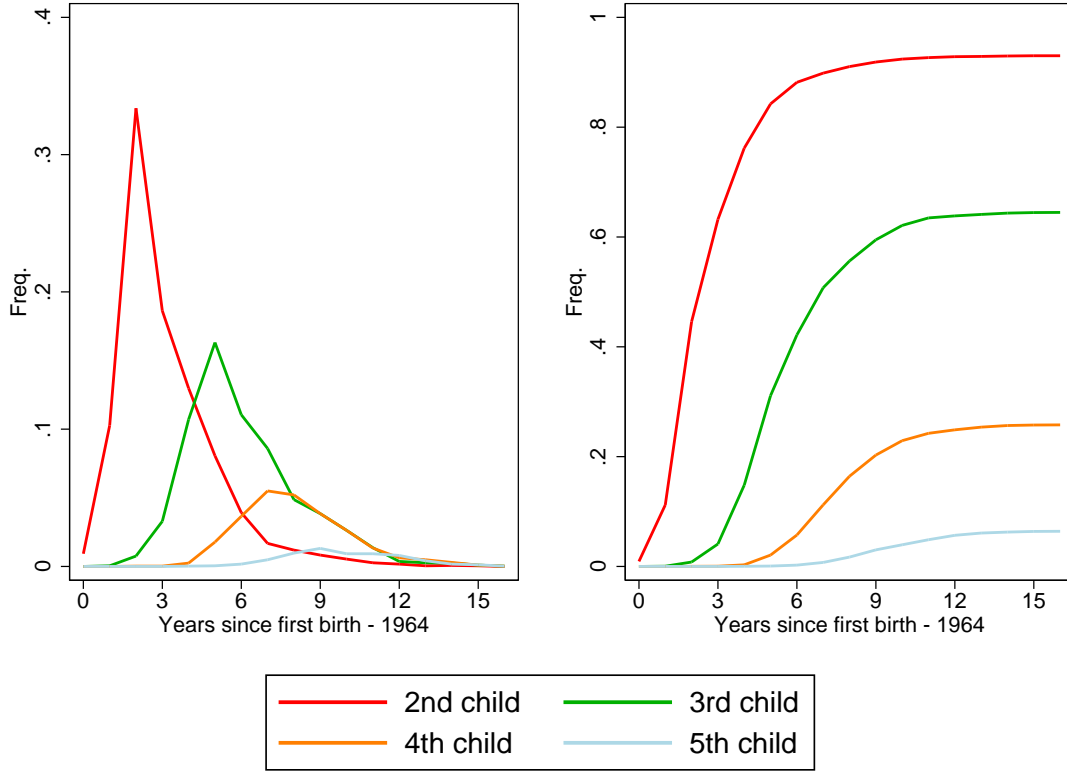 Freq.
.4
.3
.2
.1
0
0 3 6 9 12 15
Years since first birth - 1964
Freq.
1
.8
.6
.4
.2
0
0 3 6 9 12 15
Years since first birth - 1964
2nd child 3rd child
4th child 5th child